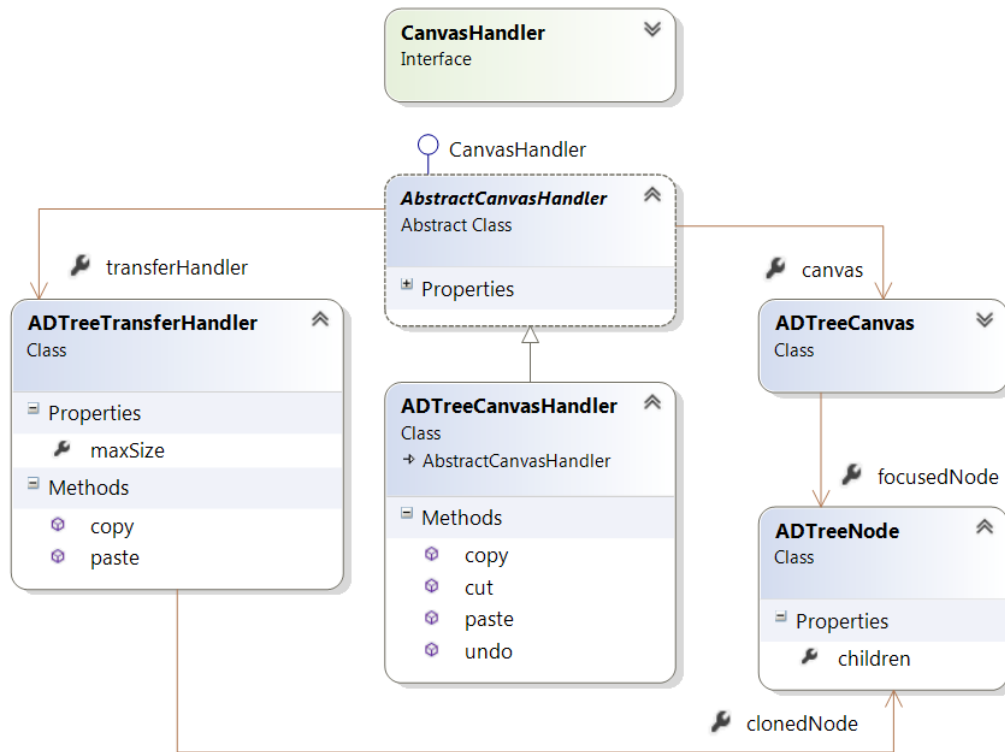 CanvasHandler
Interface
CanvasHandler
AbstractCanvasHandler
Abstract Class
Properties
transferHandler
canvas
ADTreeTransferHandler
Class
Properties
maxSize
Methods
copy
paste
ADTreeCanvas
Class
ADTreeCanvasHandler
Class
AbstractCanvasHandler
Methods
copy
cut
paste
undo
focusedNode
ADTreeNode
Class
Properties
children
clonedNode